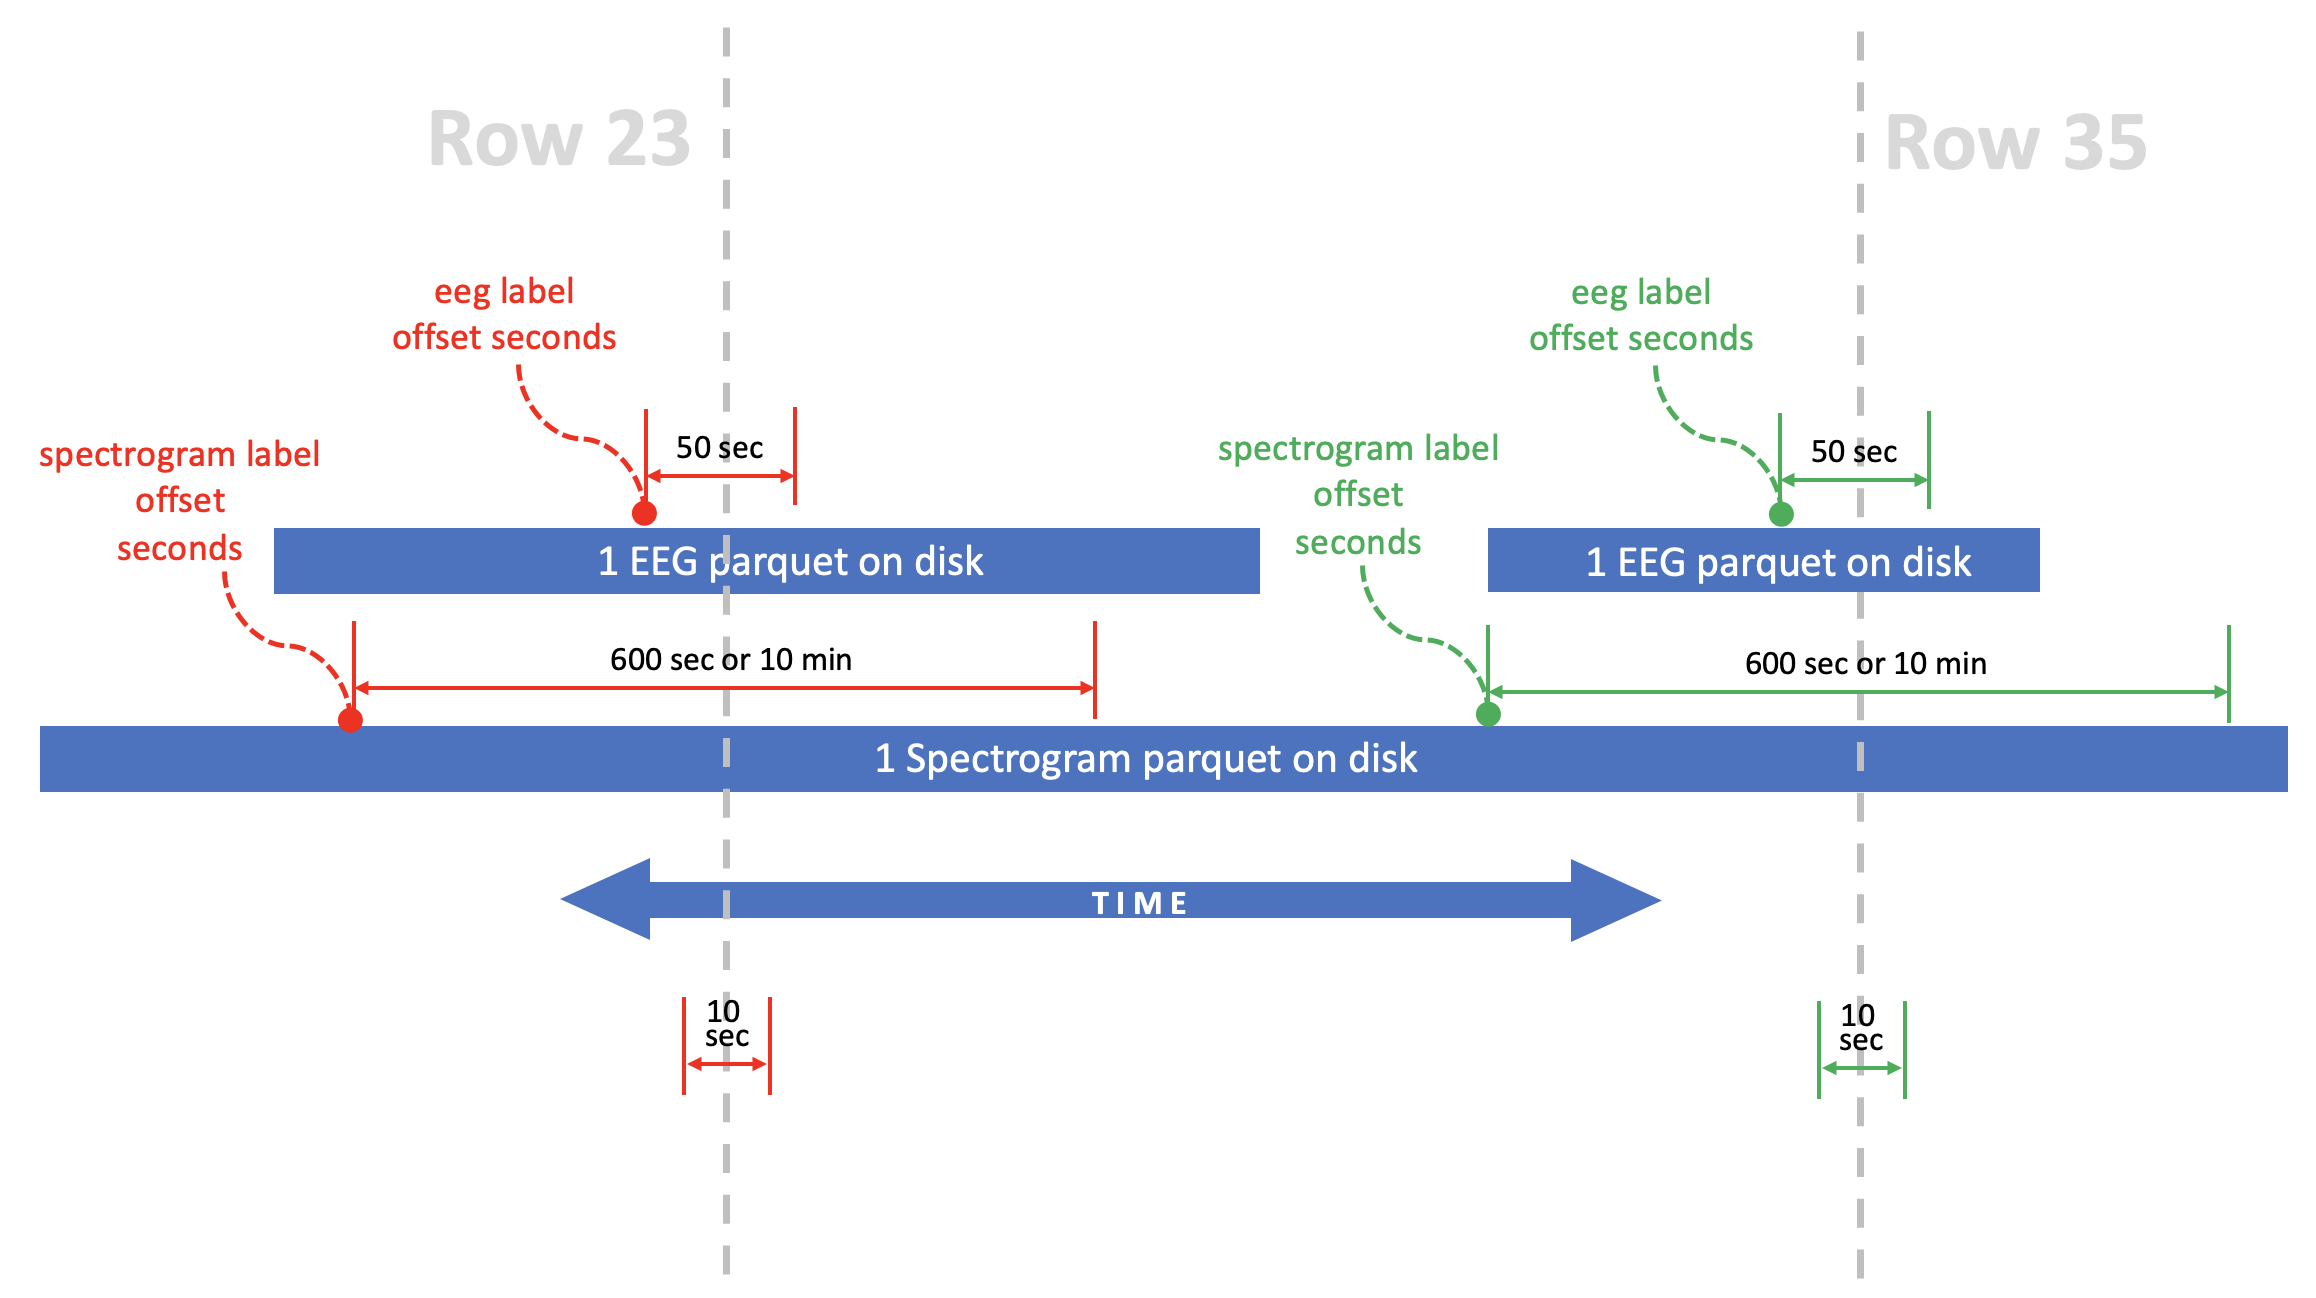 Row 23
Row 35
eeg label
offset seconds
eeg label
offset seconds
50 sec
50 sec
spectrogram label
offset
seconds
spectrogram label
offset
seconds
1 EEG parquet on disk
1 EEG parquet on disk
600 sec or 10 min
600 sec or 10 min
1 Spectrogram parquet on disk
TIME
10
sec
10
sec